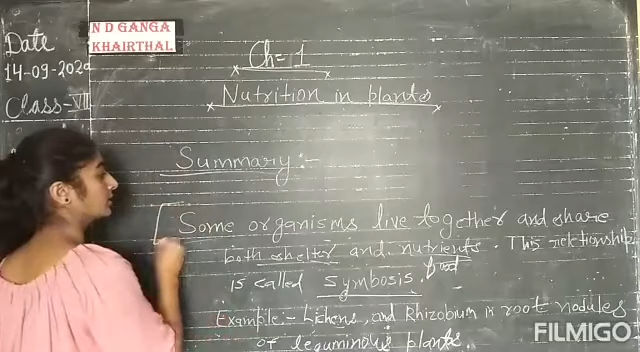 N D GANGA
KHAIRTHAL
Date
14-09-2020
Class-VII
Ch=1
Nutrition in plants
Summary:-
Some organisms live together and share
both shelter and nutrients. This relationship
is called symbosis. food
Example:- Lichens, and Rhizobium in root nodules
of leguminous plants.
FILMIGO